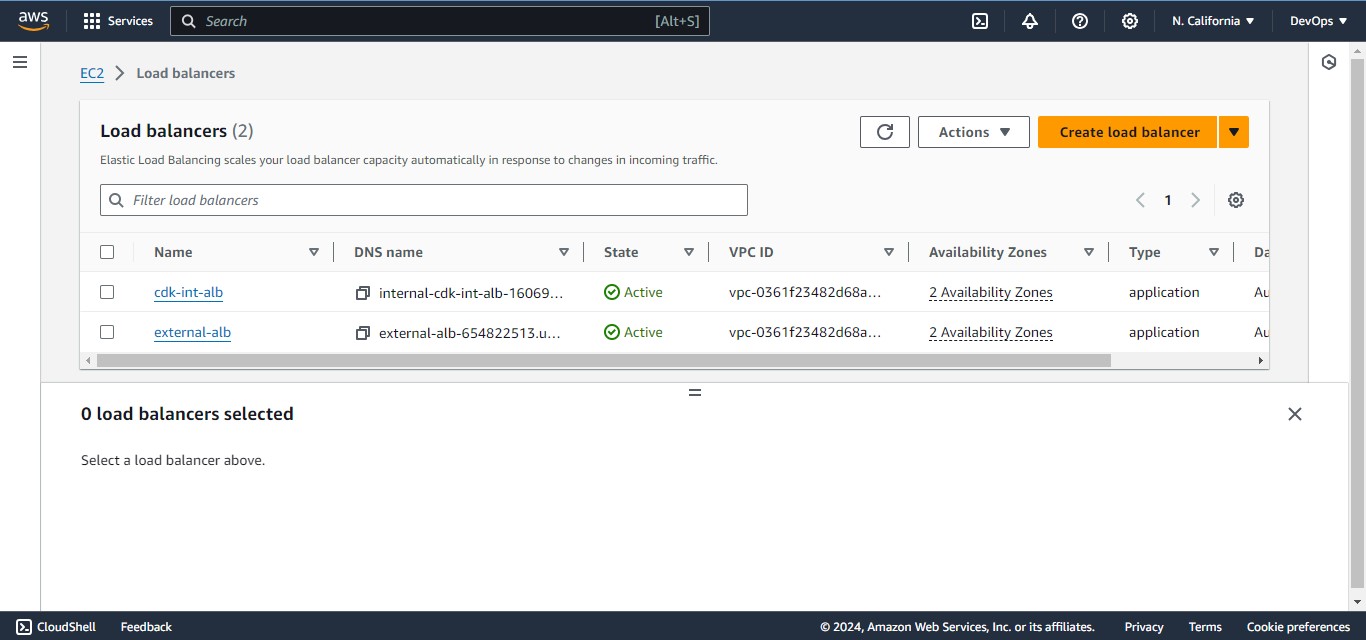 aws Services Search [Alt+S] N. California ▼ DevOps ▼
EC2 > Load balancers
Load balancers (2) Actions ▼ Create load balancer ▼
Elastic Load Balancing scales your load balancer capacity automatically in response to changes in incoming traffic.
Filter load balancers 1
Name DNS name State VPC ID Availability Zones Type Da
cdk-int-alb internal-cdk-int-alb-16069... Active vpc-0361f23482d68a... 2 Availability Zones application Au
external-alb external-alb-654822513.u... Active vpc-0361f23482d68a... 2 Availability Zones application Au
0 load balancers selected
Select a load balancer above.
CloudShell Feedback © 2024, Amazon Web Services, Inc. or its affiliates. Privacy Terms Cookie preferences